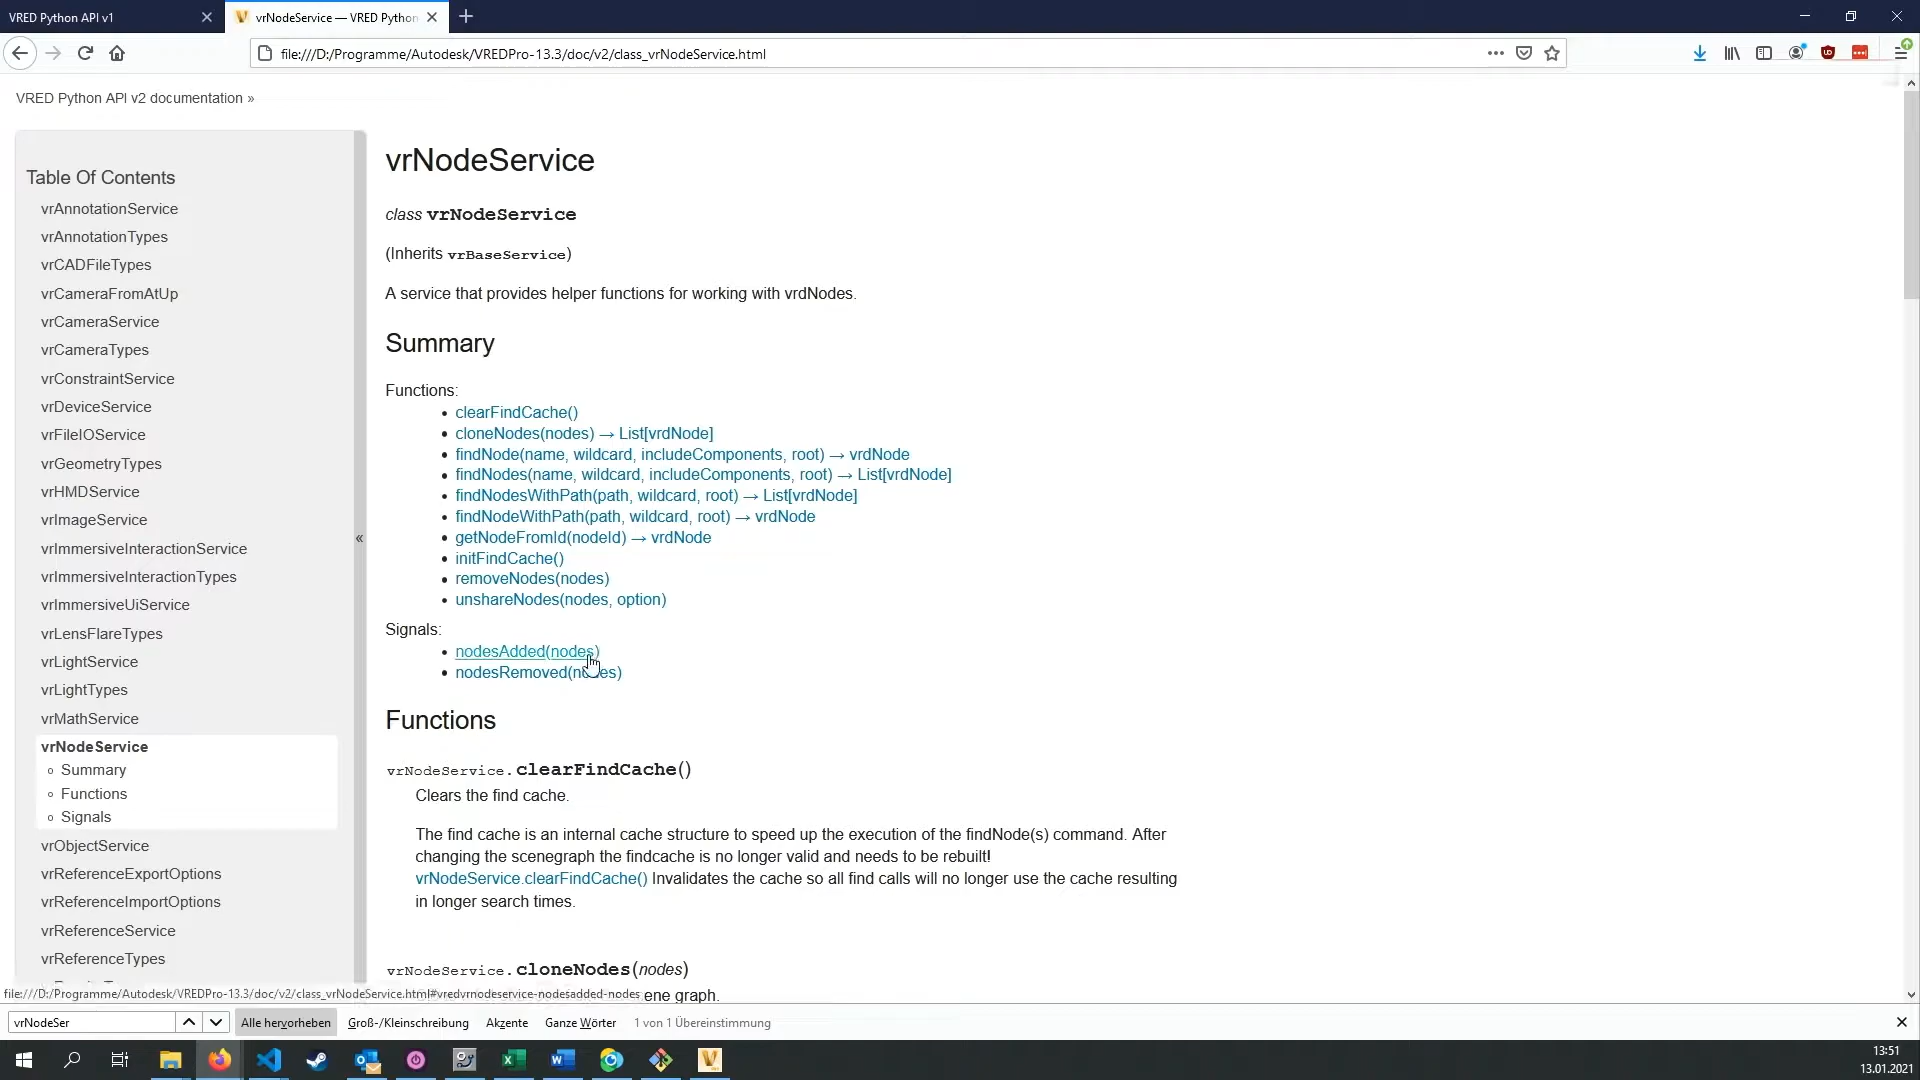 VRED Python API v1
vrNodeService — VRED Python
file:///D:/Programme/Autodesk/VREDPro-13.3/doc/v2/class_vrNodeService.html
VRED Python API v2 documentation »
Table Of Contents
vrAnnotationService
vrAnnotationTypes
vrCADFileTypes
vrCameraFromAtUp
vrCameraService
vrCameraTypes
vrConstraintService
vrDeviceService
vrFileIOService
vrGeometryTypes
vrHMDService
vrImageService
vrImmersiveInteractionService
vrImmersiveInteractionTypes
vrImmersiveUiService
vrLensFlareTypes
vrLightService
vrLightTypes
vrMathService
vrNodeService
Summary
Functions
Signals
vrObjectService
vrReferenceExportOptions
vrReferenceImportOptions
vrReferenceService
vrReferenceTypes
«
vrNodeService
class vrNodeService
(Inherits vrBaseService)
A service that provides helper functions for working with vrdNodes.
Summary
Functions:
• clearFindCache()
• cloneNodes(nodes) → List[vrdNode]
• findNode(name, wildcard, includeComponents, root) → vrdNode
• findNodes(name, wildcard, includeComponents, root) → List[vrdNode]
• findNodesWithPath(path, wildcard, root) → List[vrdNode]
• findNodeWithPath(path, wildcard, root) → vrdNode
• getNodeFromId(nodeId) → vrdNode
• initFindCache()
• removeNodes(nodes)
• unshareNodes(nodes, option)
Signals:
• nodesAdded(nodes)
• nodesRemoved(nodes)
Functions
vrNodeService.clearFindCache()
Clears the find cache.
The find cache is an internal cache structure to speed up the execution of the findNode(s) command. After
changing the scenegraph the findcache is no longer valid and needs to be rebuilt!
vrNodeService.clearFindCache() Invalidates the cache so all find calls will no longer use the cache resulting
in longer search times.
vrNodeService.cloneNodes(nodes)
ene graph.
file:///D:/Programme/Autodesk/VREDPro-13.3/doc/v2/class_vrNodeService.html#vredvrnodeservice-nodesadded-nodes
vrNodeSer
Alle hervorheben
Groß-/Kleinschreibung
Akzente
Ganze Wörter
1 von 1 Übereinstimmung
13:51
13.01.2021